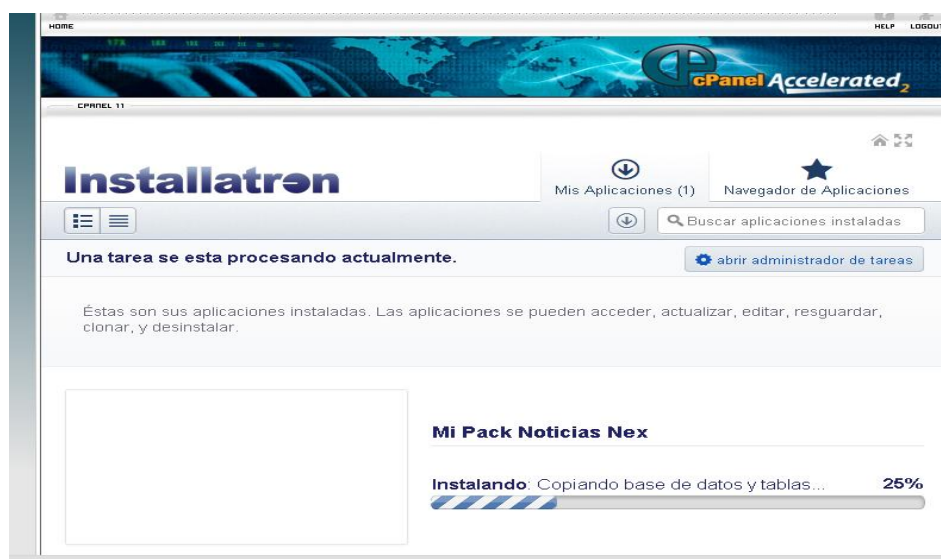 HOME
HELP LOGOUT
cPanel Accelerated2
CPANEL 11
Installatron
Mis Aplicaciones (1)
Navegador de Aplicaciones
Buscar aplicaciones instaladas
Una tarea se esta procesando actualmente.
abrir administrador de tareas
Éstas son sus aplicaciones instaladas. Las aplicaciones se pueden acceder, actualizar, editar, resguardar,
clonar, y desinstalar.
Mi Pack Noticias Nex
Instalando: Copiando base de datos y tablas... 25%